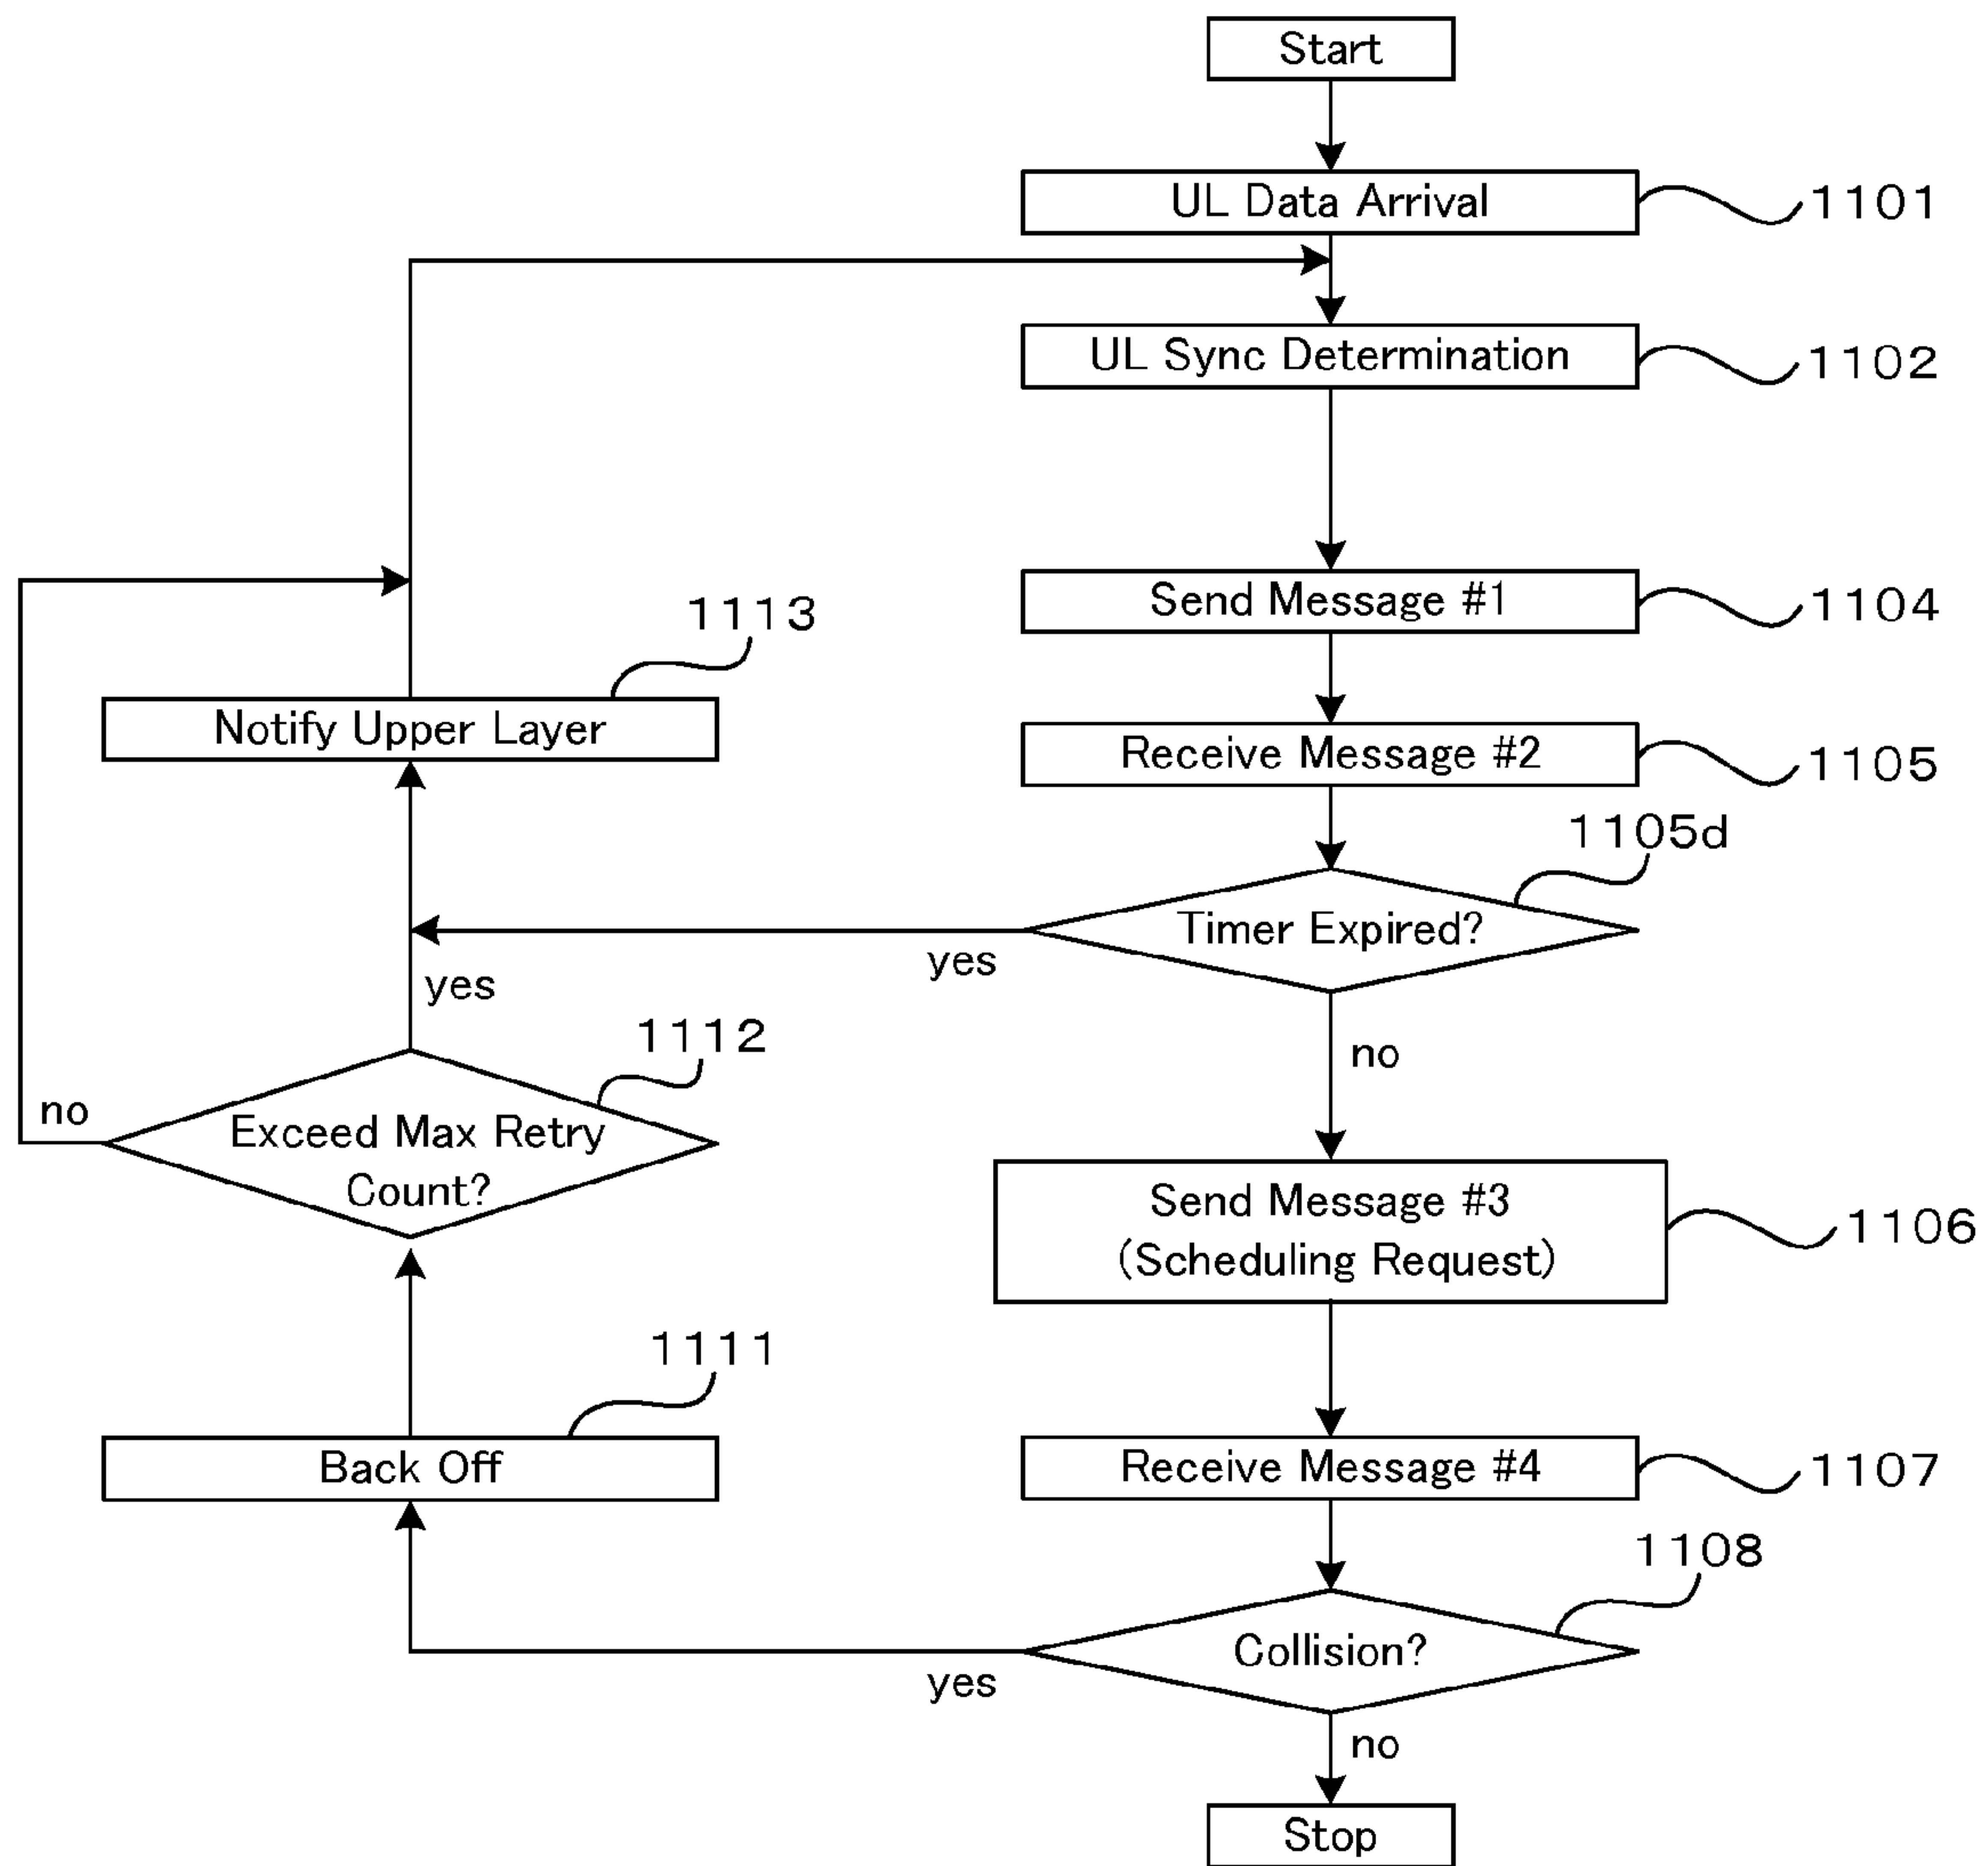 Start
UL Data Arrival
1101
UL Sync Determination
1102
Send Message #1
1104
1113
Notify Upper Layer
Receive Message #2
1105
1105d
Timer Expired?
yes
yes
no
1112
Exceed Max Retry
Count?
no
Send Message #3
(Scheduling Request)
1106
1111
Back Off
Receive Message #4
1107
1108
Collision?
yes
no
Stop